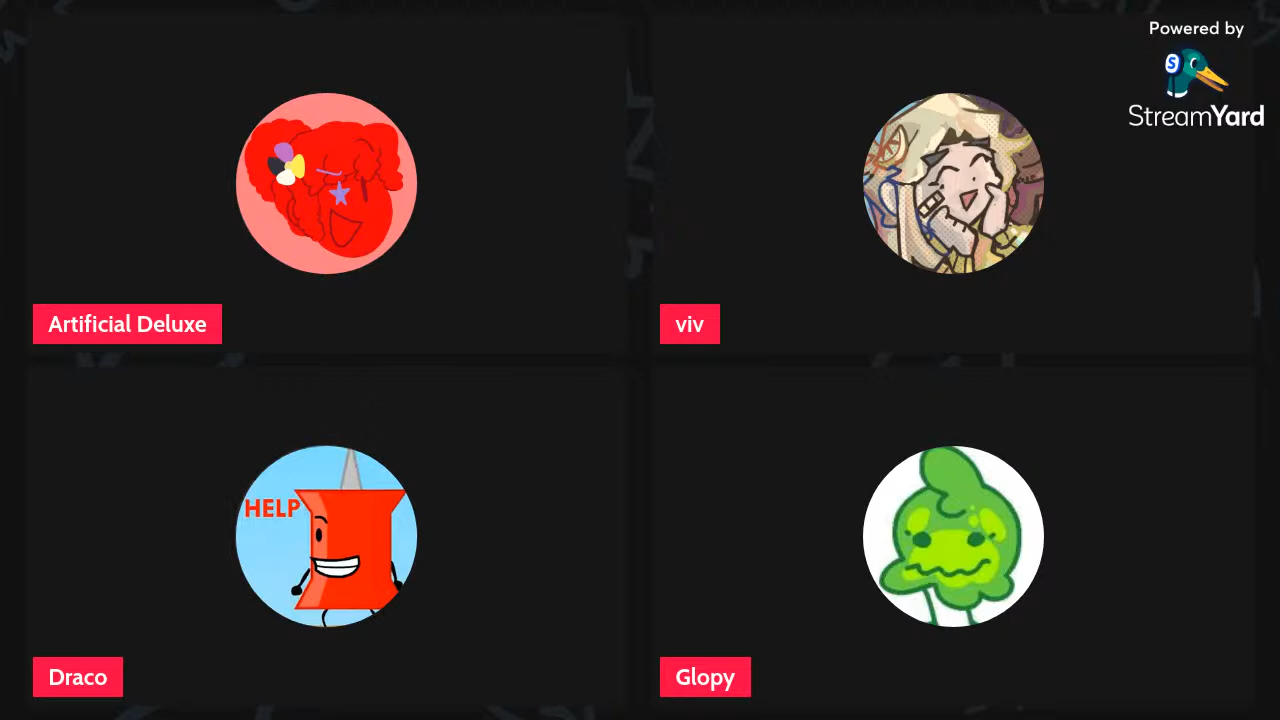 Powered by
S
StreamYard
Artificial Deluxe
viv
HELP
Draco
Glopy